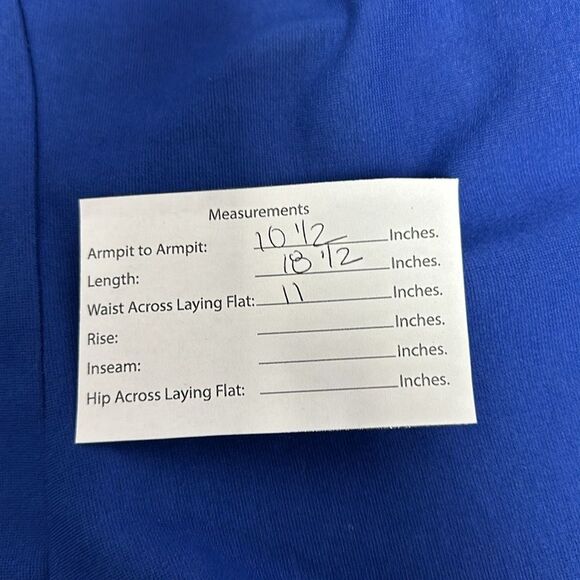 Measurements
Armpit to Armpit: 10 1/2 Inches.
Length: 18 1/2 Inches.
Waist Across Laying Flat: 11 Inches.
Rise: Inches.
Inseam: Inches.
Hip Across Laying Flat: Inches.